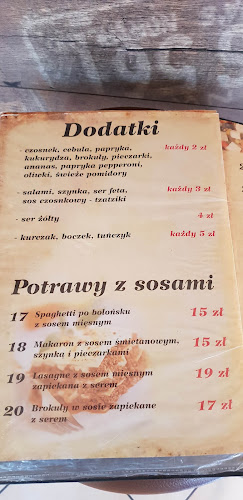 Dodatki
- czosnek, cebula, papryka, każdy 2 zł
kukurydza, brokuły, pieczarki,
ananas, papryka pepperoni,
oliwki, świeże pomidory
- salami, szynka, ser feta, każdy 3 zł
sos czosnkowy - tzatziki
- ser żółty 4 zł
- kurczak, boczek, tuńczyk każdy 5 zł
Potrawy z sosami
17 Spaghetti po bolońsku 15 zł
z sosem mięsnym
18 Makaron z sosem śmietanowym, 15 zł
szynką i pieczarkami
19 Lasagne z sosem mięsnym 19 zł
zapiekana z serem
20 Brokuły w sosie zapiekane 17 zł
z serem